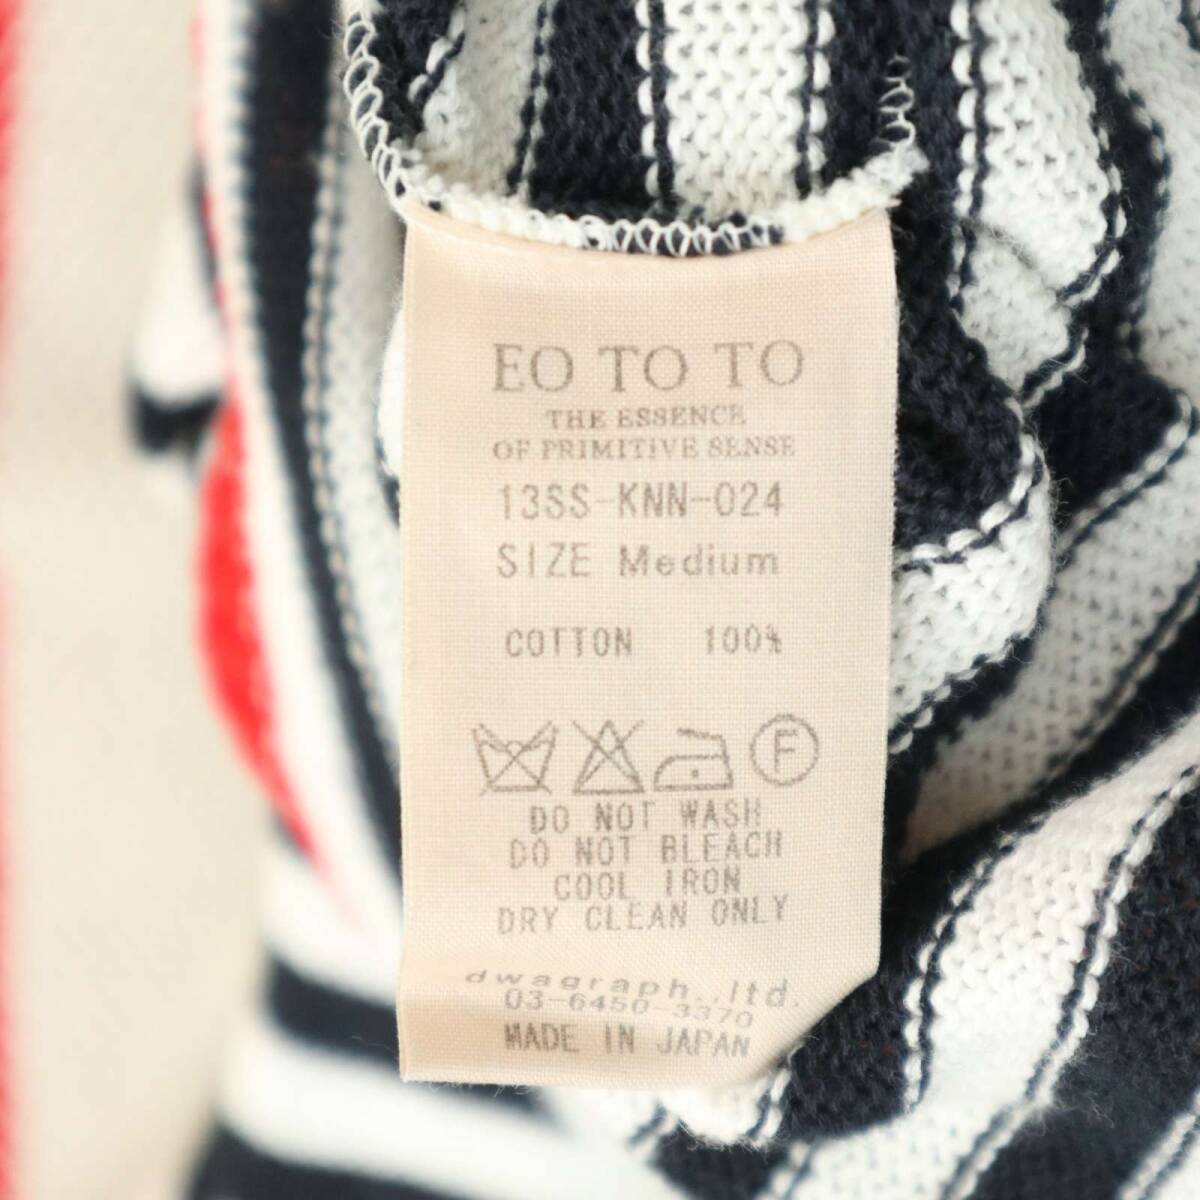 EO TO TO
THE ESSENCE
OF PRIMITIVE SENSE
13SS-KNN-024
SIZE Medium
COTTON 100%
F
DO NOT WASH
DO NOT BLEACH
COOL IRON
DRY CLEAN ONLY
dwagraph.,ltd.
03-6450-3370
MADE IN JAPAN